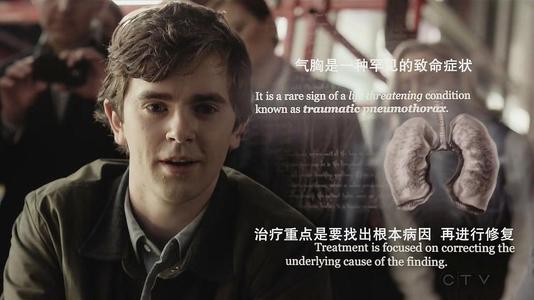 气胸是一种罕见的致命症状
It is a rare sign of a life threatening condition
known as traumatic pneumothorax.
治疗重点是要找出根本病因 再进行修复
Treatment is focused on correcting the
underlying cause of the finding.
CTV